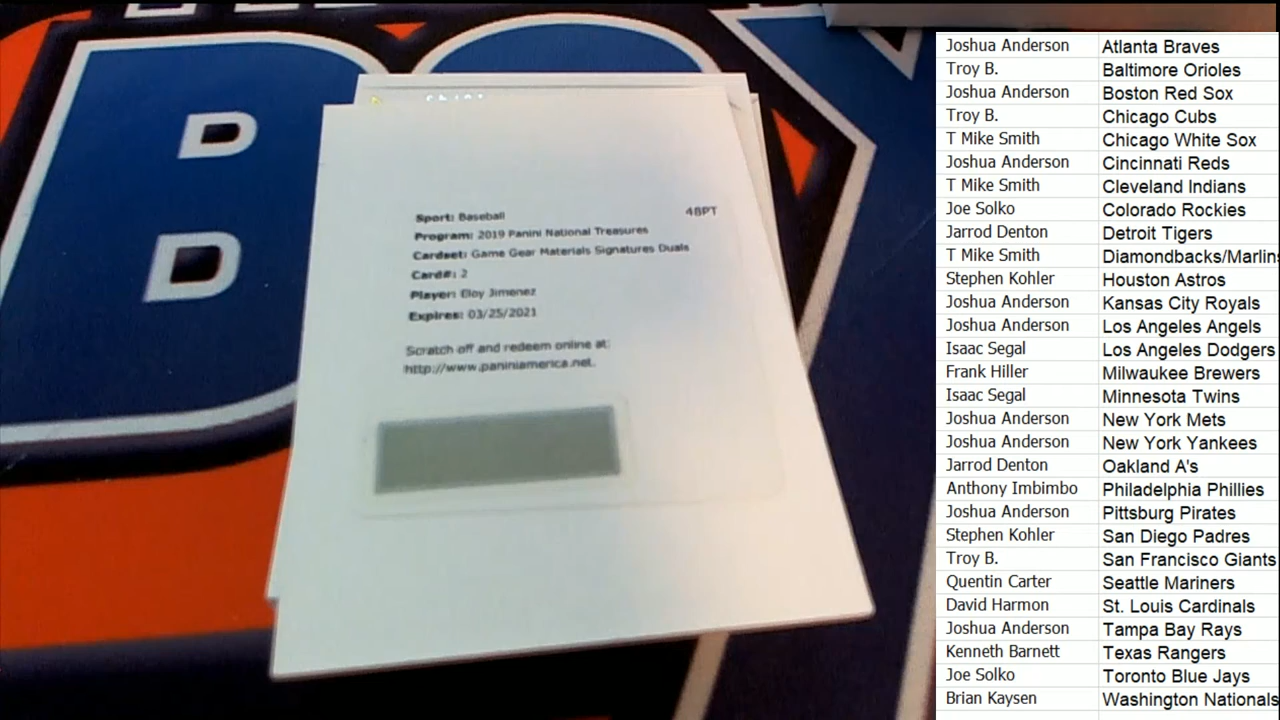 D
D
Sport: Baseball
48PT
Program: 2019 Panini National Treasures
Cardset: Game Gear Materials Signatures Duals
Card#: 2
Player: Eloy Jimenez
Expires: 03/25/2021
Scratch off and redeem online at:
http://www.paniniamerica.net.
Joshua Anderson Atlanta Braves
Troy B. Baltimore Orioles
Joshua Anderson Boston Red Sox
Troy B. Chicago Cubs
T Mike Smith Chicago White Sox
Joshua Anderson Cincinnati Reds
T Mike Smith Cleveland Indians
Joe Solko Colorado Rockies
Jarrod Denton Detroit Tigers
T Mike Smith Diamondbacks/Marlins
Stephen Kohler Houston Astros
Joshua Anderson Kansas City Royals
Joshua Anderson Los Angeles Angels
Isaac Segal Los Angeles Dodgers
Frank Hiller Milwaukee Brewers
Isaac Segal Minnesota Twins
Joshua Anderson New York Mets
Joshua Anderson New York Yankees
Jarrod Denton Oakland A's
Anthony Imbimbo Philadelphia Phillies
Joshua Anderson Pittsburg Pirates
Stephen Kohler San Diego Padres
Troy B. San Francisco Giants
Quentin Carter Seattle Mariners
David Harmon St. Louis Cardinals
Joshua Anderson Tampa Bay Rays
Kenneth Barnett Texas Rangers
Joe Solko Toronto Blue Jays
Brian Kaysen Washington Nationals